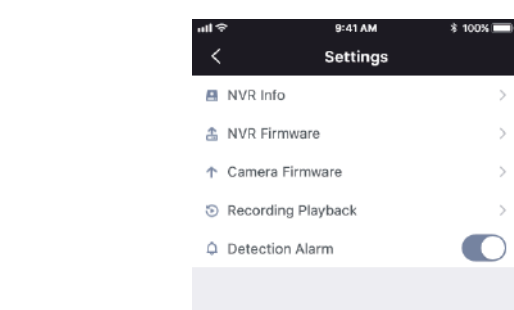 9:41 AM
100%
Settings
NVR Info
NVR Firmware
Camera Firmware
Recording Playback
Detection Alarm